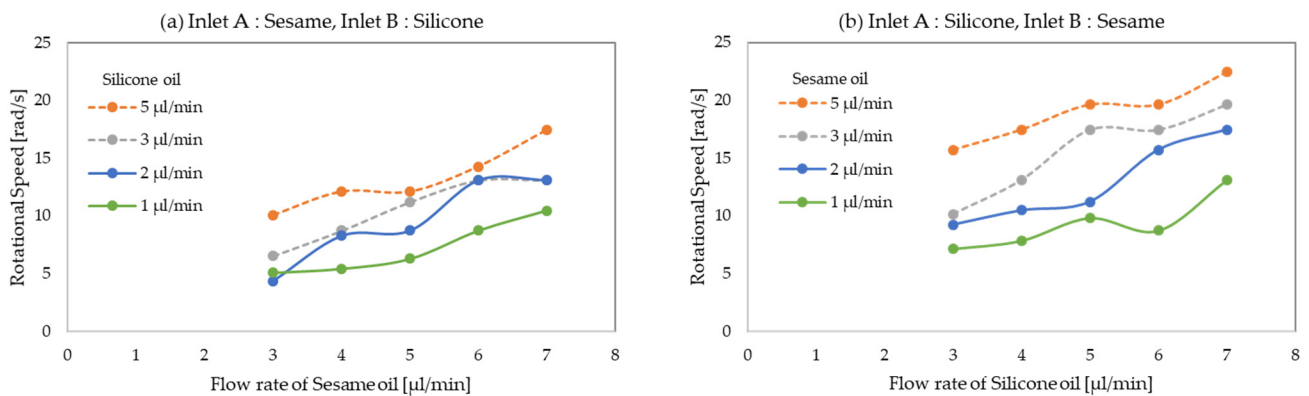 (a) Inlet A : Sesame, Inlet B : Silicone
25
20
15
10
5
0
Rotational Speed [rad/s]
Silicone oil
5 µl/min
3 µl/min
2 µl/min
1 µl/min
0 1 2 3 4 5 6 7 8
Flow rate of Sesame oil [µl/min]
(b) Inlet A : Silicone, Inlet B : Sesame
25
20
15
10
5
0
Rotational Speed [rad/s]
Sesame oil
5 µl/min
3 µl/min
2 µl/min
1 µl/min
0 1 2 3 4 5 6 7 8
Flow rate of Silicone oil [µl/min]